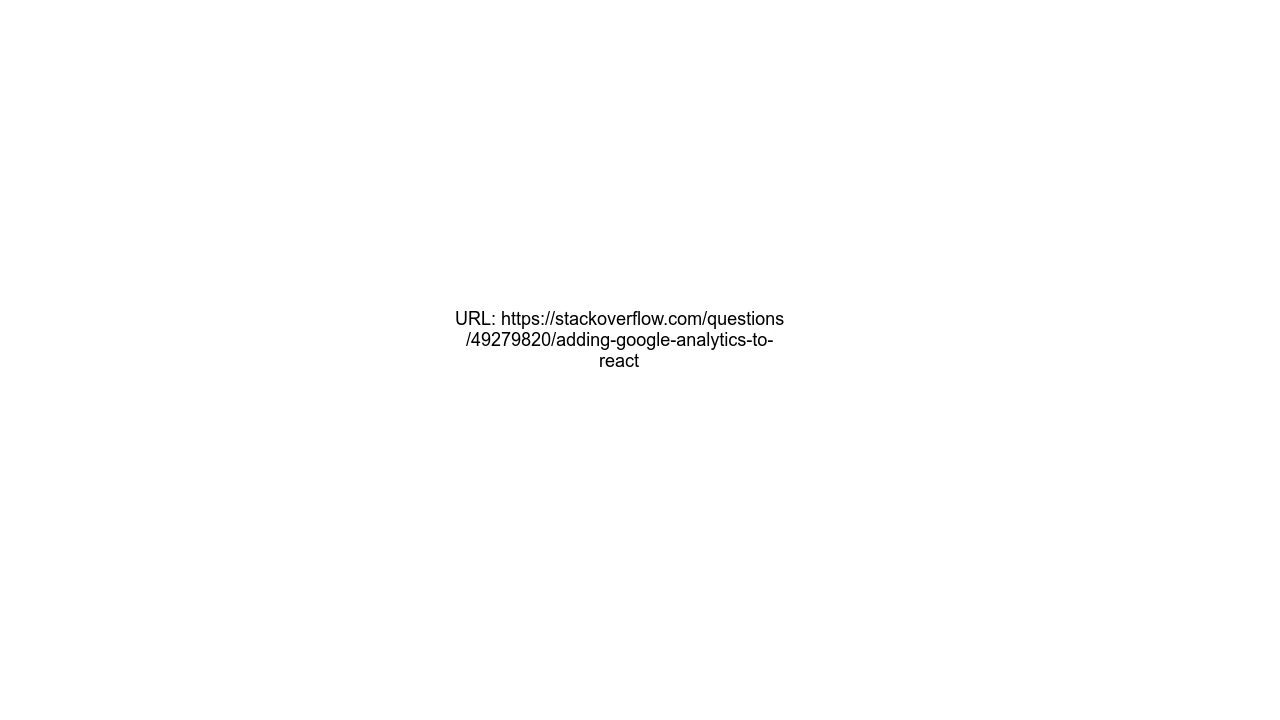 URL: https://stackoverflow.com/questions
/49279820/adding-google-analytics-to-
react